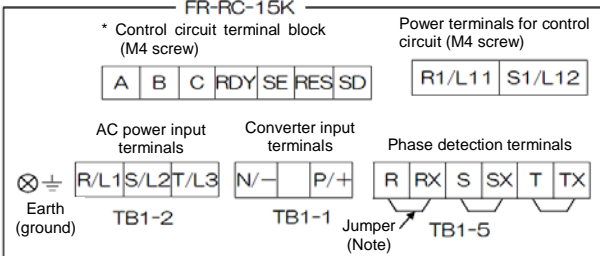 FR-RC-15K
* Control circuit terminal block
(M4 screw)
Power terminals for control
circuit (M4 screw)
A B C RDY SE RES SD
R1/L11 S1/L12
AC power input
terminals
Converter input
terminals
Phase detection terminals
R/L1 S/L2 T/L3
N/− P/+
R RX S SX T TX
Earth
(ground)
TB1-2
TB1-1
Jumper
(Note)
TB1-5